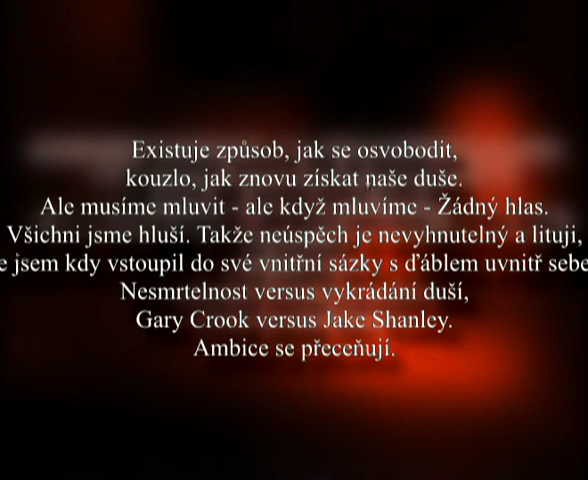 Existuje způsob, jak se osvobodit,
kouzlo, jak znovu získat naše duše.
Ale musíme mluvit - ale když mluvíme - Žádný hlas.
Všichni jsme hluší. Takže neúspěch je nevyhnutelný a lituji,
e jsem kdy vstoupil do své vnitřní sázky s ďáblem uvnitř sebe
Nesmrtelnost versus vykrádání duší,
Gary Crook versus Jake Shanley.
Ambice se přeceňují.